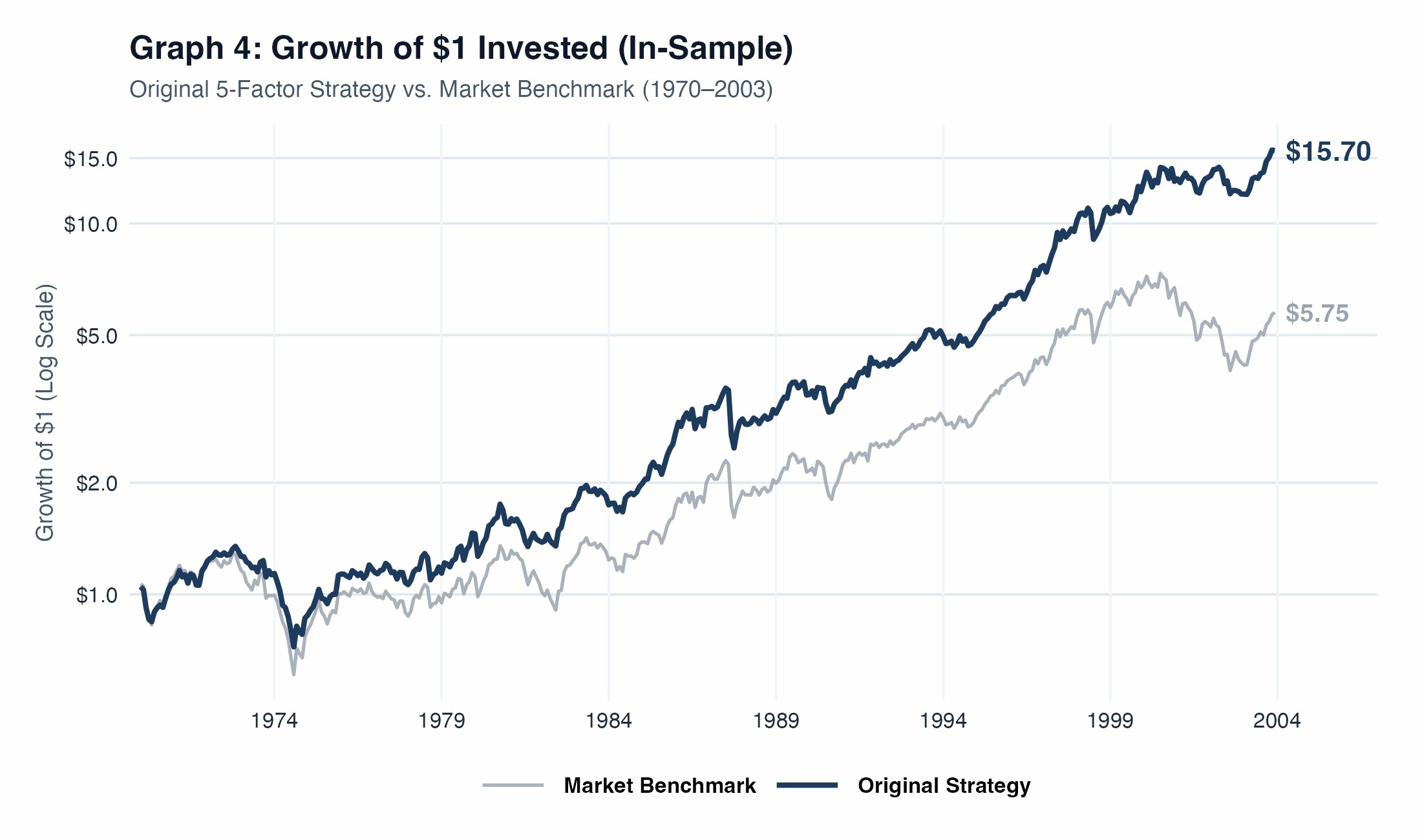 Graph 4: Growth of $1 Invested (In-Sample)
Original 5-Factor Strategy vs. Market Benchmark (1970–2003)
Growth of $1 (Log Scale)
$15.0
$10.0
$5.0
$2.0
$1.0
$15.70
$5.75
1974 1979 1984 1989 1994 1999 2004
Market Benchmark Original Strategy